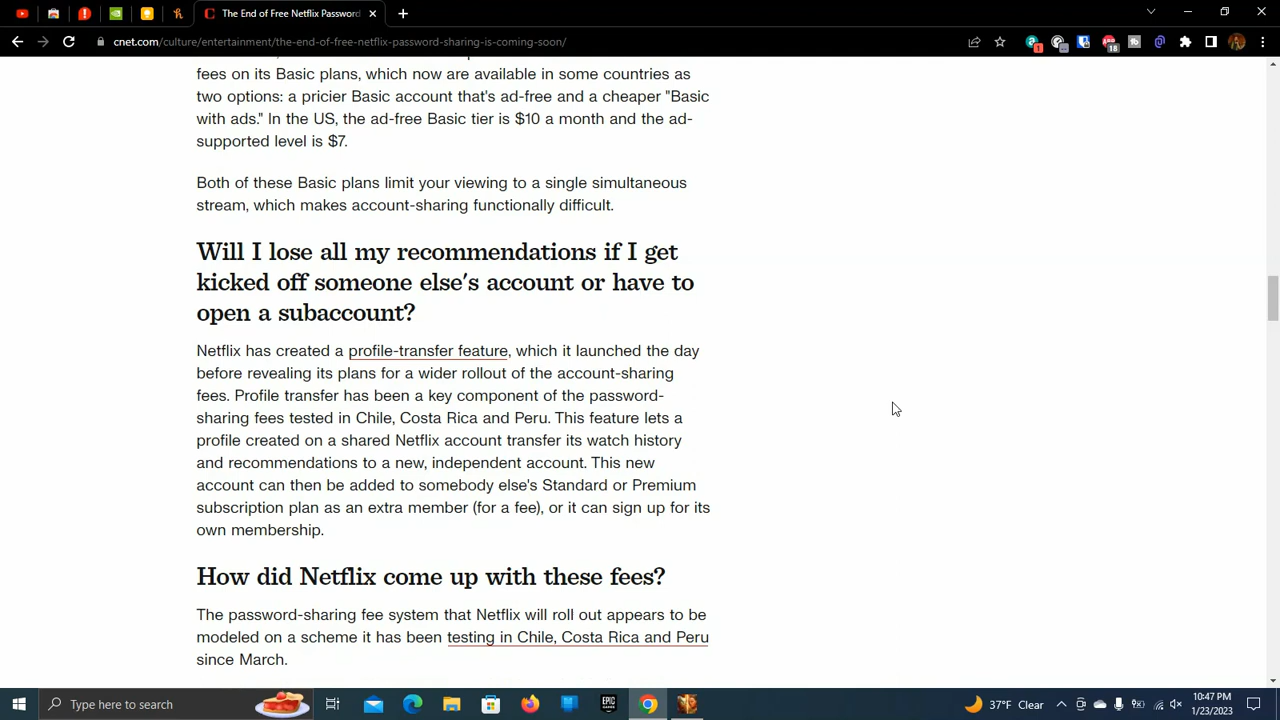 The End of Free Netflix Password
cnet.com/culture/entertainment/the-end-of-free-netflix-password-sharing-is-coming-soon/
1
18
fees on its Basic plans, which now are available in some countries as
two options: a pricier Basic account that's ad-free and a cheaper "Basic
with ads." In the US, the ad-free Basic tier is $10 a month and the ad-
supported level is $7.
Both of these Basic plans limit your viewing to a single simultaneous
stream, which makes account-sharing functionally difficult.
Will I lose all my recommendations if I get
kicked off someone else's account or have to
open a subaccount?
Netflix has created a profile-transfer feature, which it launched the day
before revealing its plans for a wider rollout of the account-sharing
fees. Profile transfer has been a key component of the password-
sharing fees tested in Chile, Costa Rica and Peru. This feature lets a
profile created on a shared Netflix account transfer its watch history
and recommendations to a new, independent account. This new
account can then be added to somebody else's Standard or Premium
subscription plan as an extra member (for a fee), or it can sign up for its
own membership.
How did Netflix come up with these fees?
The password-sharing fee system that Netflix will roll out appears to be
modeled on a scheme it has been testing in Chile, Costa Rica and Peru
since March.
Type here to search
EPIC
GAMES
37°F Clear
10:47 PM
1/23/2023